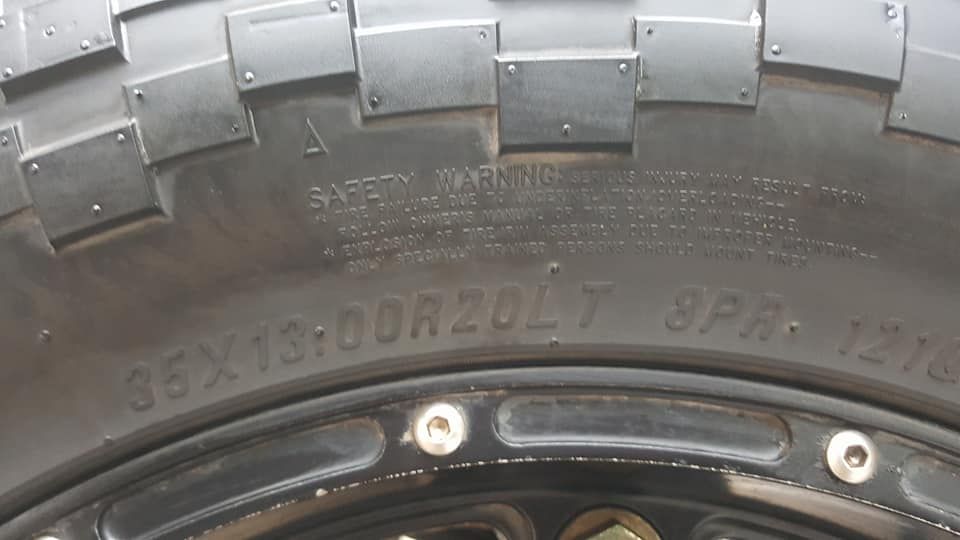 SAFETY WARNING: SERIOUS INJURY MAY RESULT FROM:
* TIRE FAILURE DUE TO UNDERINFLATION/OVERLOADING--
FOLLOW OWNER'S MANUAL OR TIRE PLACARD IN VEHICLE.
* EXPLOSION OF TIRE/RIM ASSEMBLY DUE TO IMPROPER MOUNTING--
ONLY SPECIALLY TRAINED PERSONS SHOULD MOUNT TIRES.
35X13.00R20LT 8PR 121Q